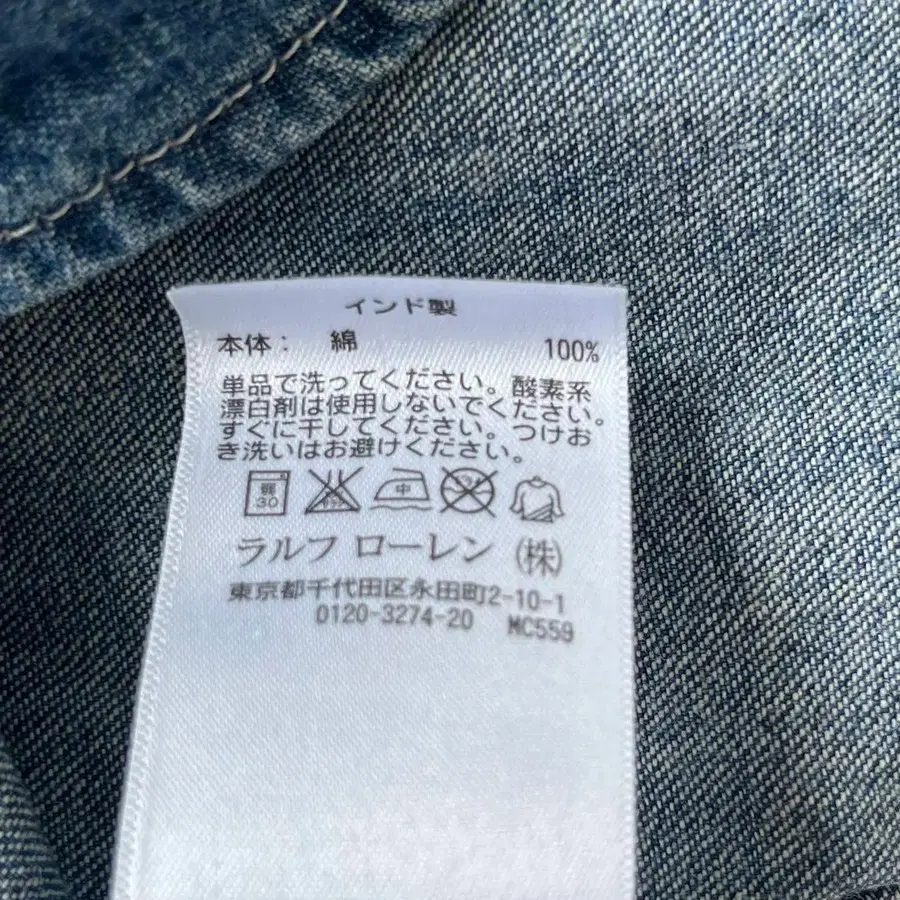 インド製
本体： 綿 100%
単品で洗ってください。酸素系
漂白剤は使用しないでください。
すぐに干してください。つけお
き洗いはお避けください。
弱 30 中
ラルフ ローレン (株)
東京都千代田区永田町2-10-1
0120-3274-20 MC559